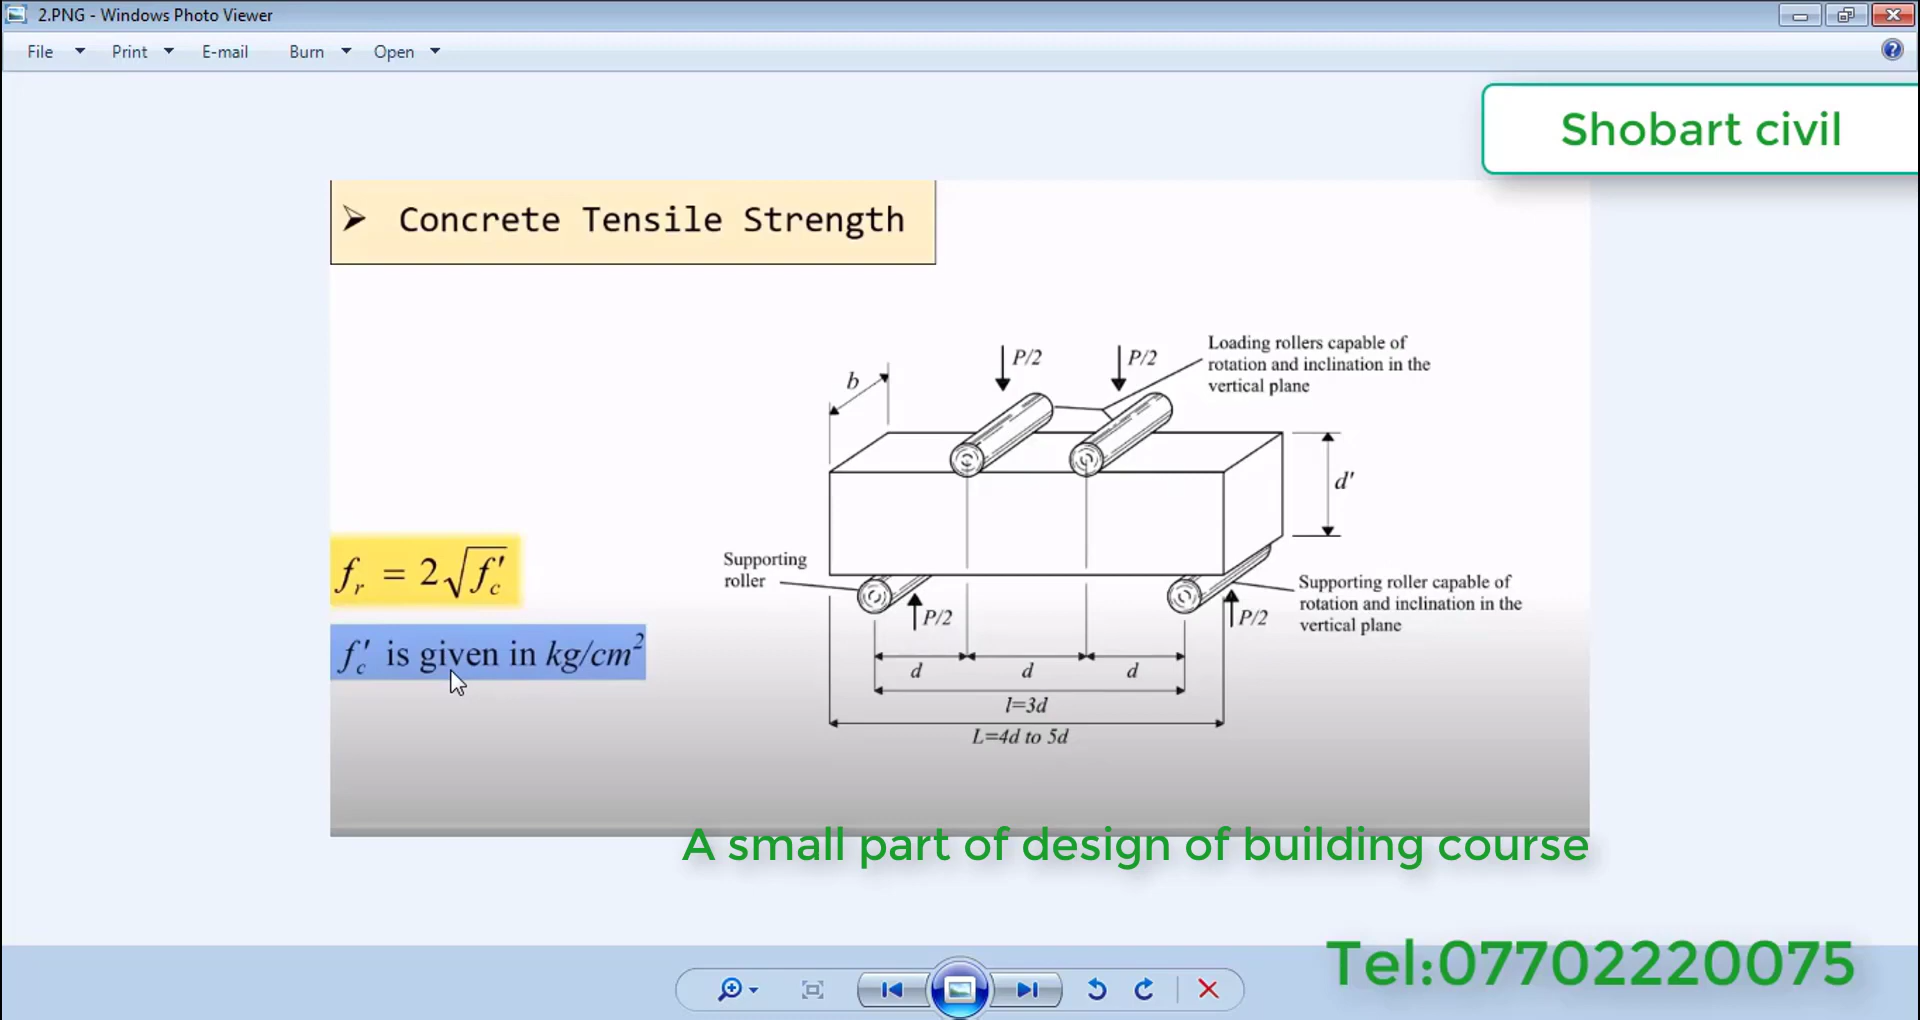 2.PNG - Windows Photo Viewer
File Print E-mail Burn Open
Shobart civil
➢ Concrete Tensile Strength
Loading rollers capable of
rotation and inclination in the
vertical plane
P/2 P/2
b
d'
f_r = 2√f_c′
Supporting
roller
Supporting roller capable of
rotation and inclination in the
vertical plane
P/2 P/2
f_c′ is given in kg/cm²
d d d
l=3d
L=4d to 5d
A small part of design of building course
Tel:07702220075